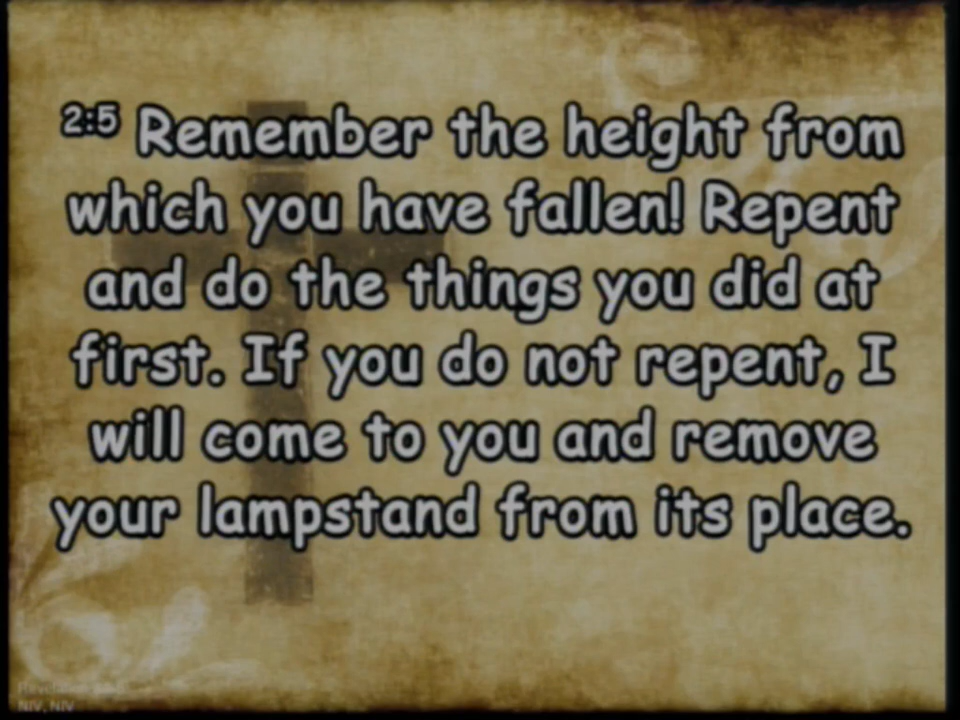 2:5 Remember the height from
which you have fallen! Repent
and do the things you did at
first. If you do not repent, I
will come to you and remove
your lampstand from its place.
NIV, NIV